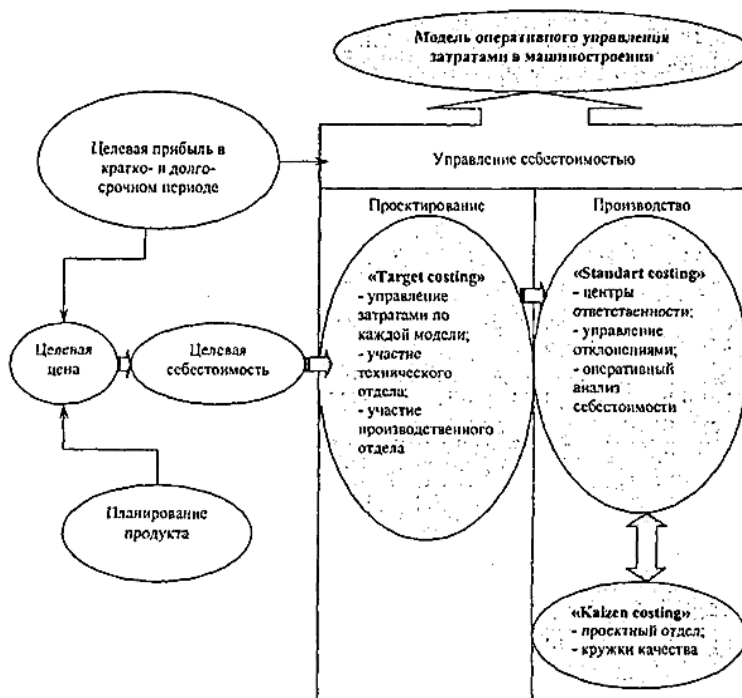 Модель оперативного управления
затратами в машиностроении
Целевая прибыль в
кратко- и долго-
срочном периоде
Управление себестоимостью
Проектирование
Производство
«Target costing»
- управление
затратами по
каждой модели;
- участие
технического
отдела;
- участие
производственного
отдела
«Standart costing»
- центры
ответственности;
- управление
отклонениями;
- оперативный
анализ
себестоимости
Целевая
цена
Целевая
себестоимость
Планирование
продукта
«Kaizen costing»
- проектный отдел;
- кружки качества